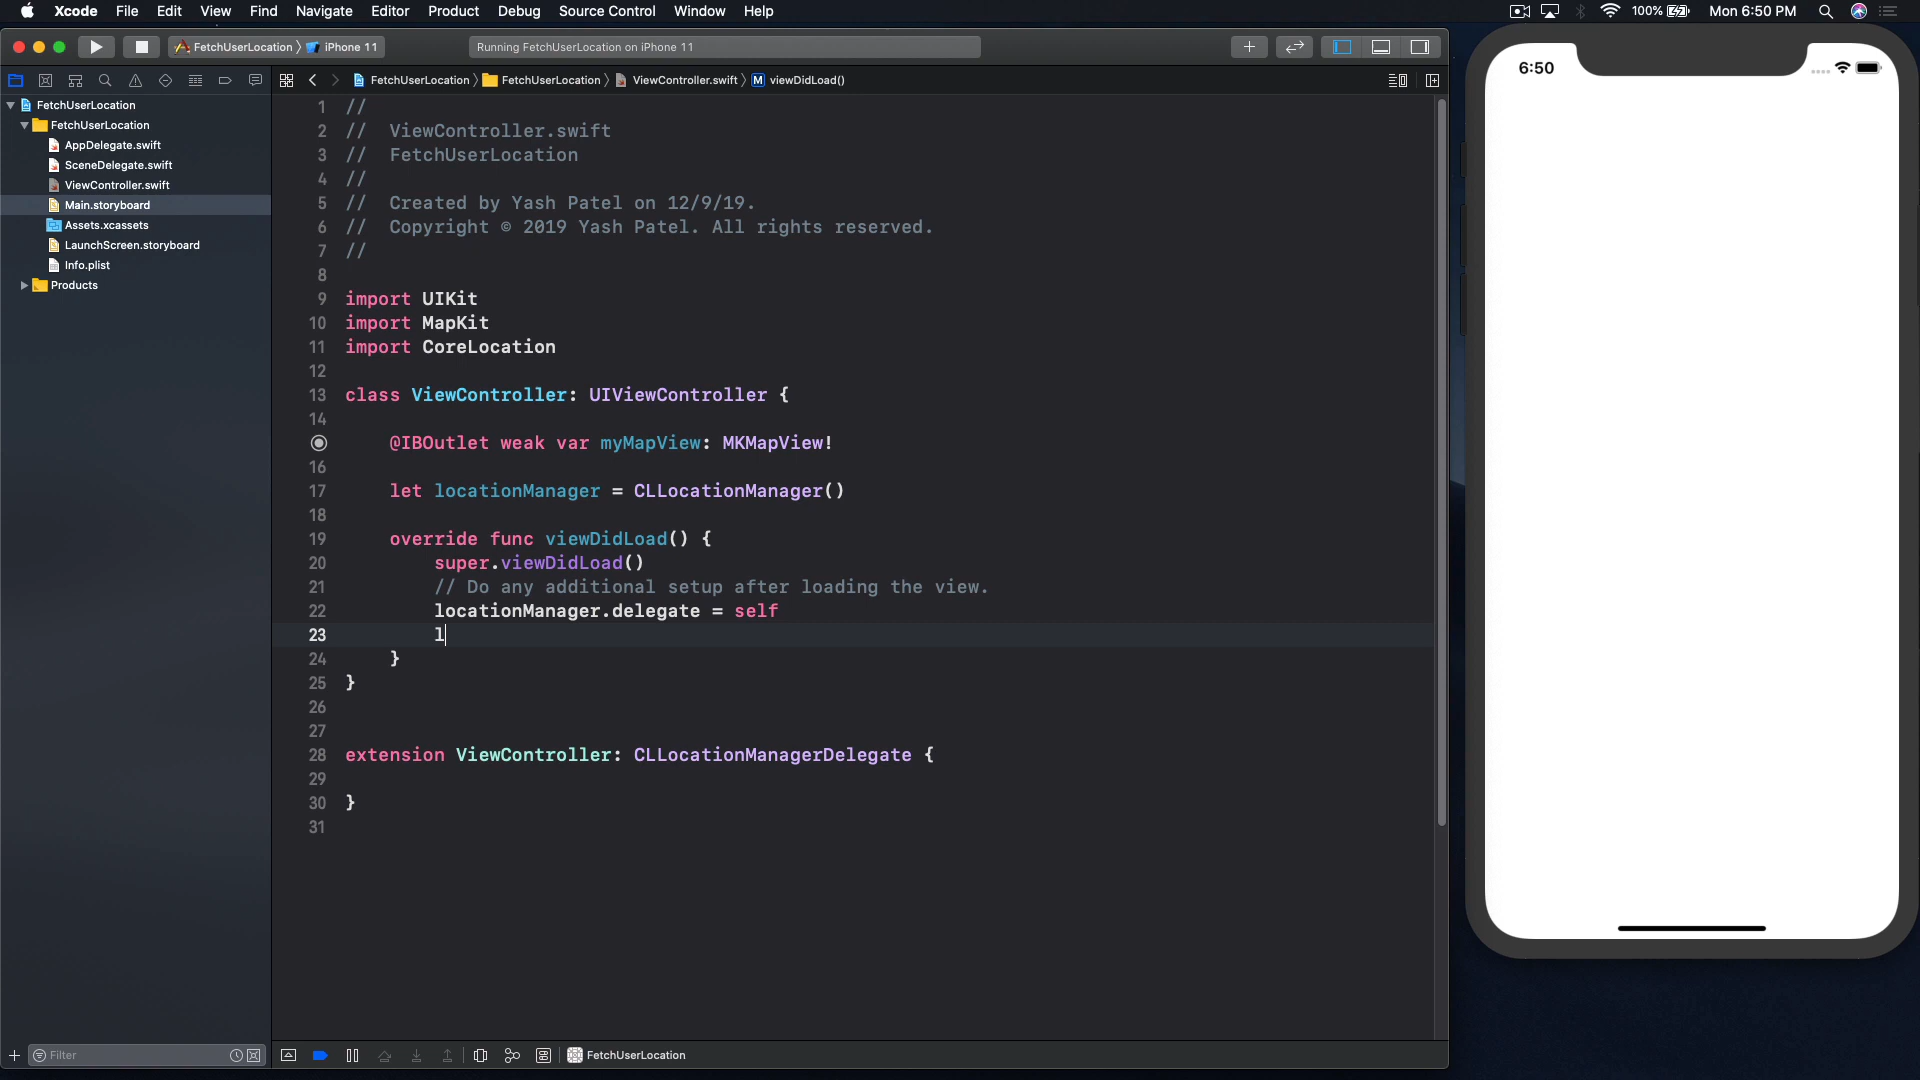 Xcode File Edit View Find Navigate Editor Product Debug Source Control Window Help 100% Mon 6:50 PM
FetchUserLocation iPhone 11 Running FetchUserLocation on iPhone 11
FetchUserLocation FetchUserLocation ViewController.swift M viewDidLoad()
FetchUserLocation
FetchUserLocation
AppDelegate.swift
SceneDelegate.swift
ViewController.swift
Main.storyboard
Assets.xcassets
LaunchScreen.storyboard
Info.plist
Products
Filter
1 //
2 // ViewController.swift
3 // FetchUserLocation
4 //
5 // Created by Yash Patel on 12/9/19.
6 // Copyright © 2019 Yash Patel. All rights reserved.
7 //
8
9 import UIKit
10 import MapKit
11 import CoreLocation
12
13 class ViewController: UIViewController {
14
@IBOutlet weak var myMapView: MKMapView!
16
17 let locationManager = CLLocationManager()
18
19 override func viewDidLoad() {
20 super.viewDidLoad()
21 // Do any additional setup after loading the view.
22 locationManager.delegate = self
23 l
24 }
25 }
26
27
28 extension ViewController: CLLocationManagerDelegate {
29
30 }
31
FetchUserLocation
6:50